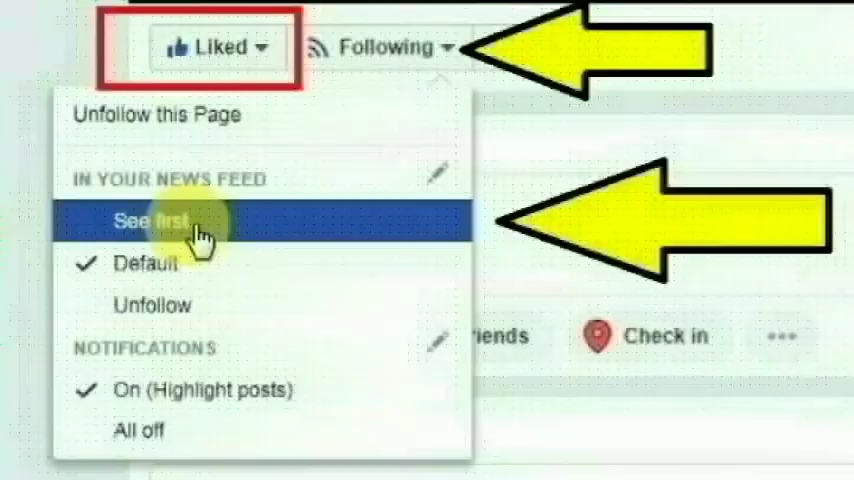 Liked Following
Unfollow this Page
IN YOUR NEWS FEED
See first
Default
Unfollow
riends Check in
NOTIFICATIONS
On (Highlight posts)
All off